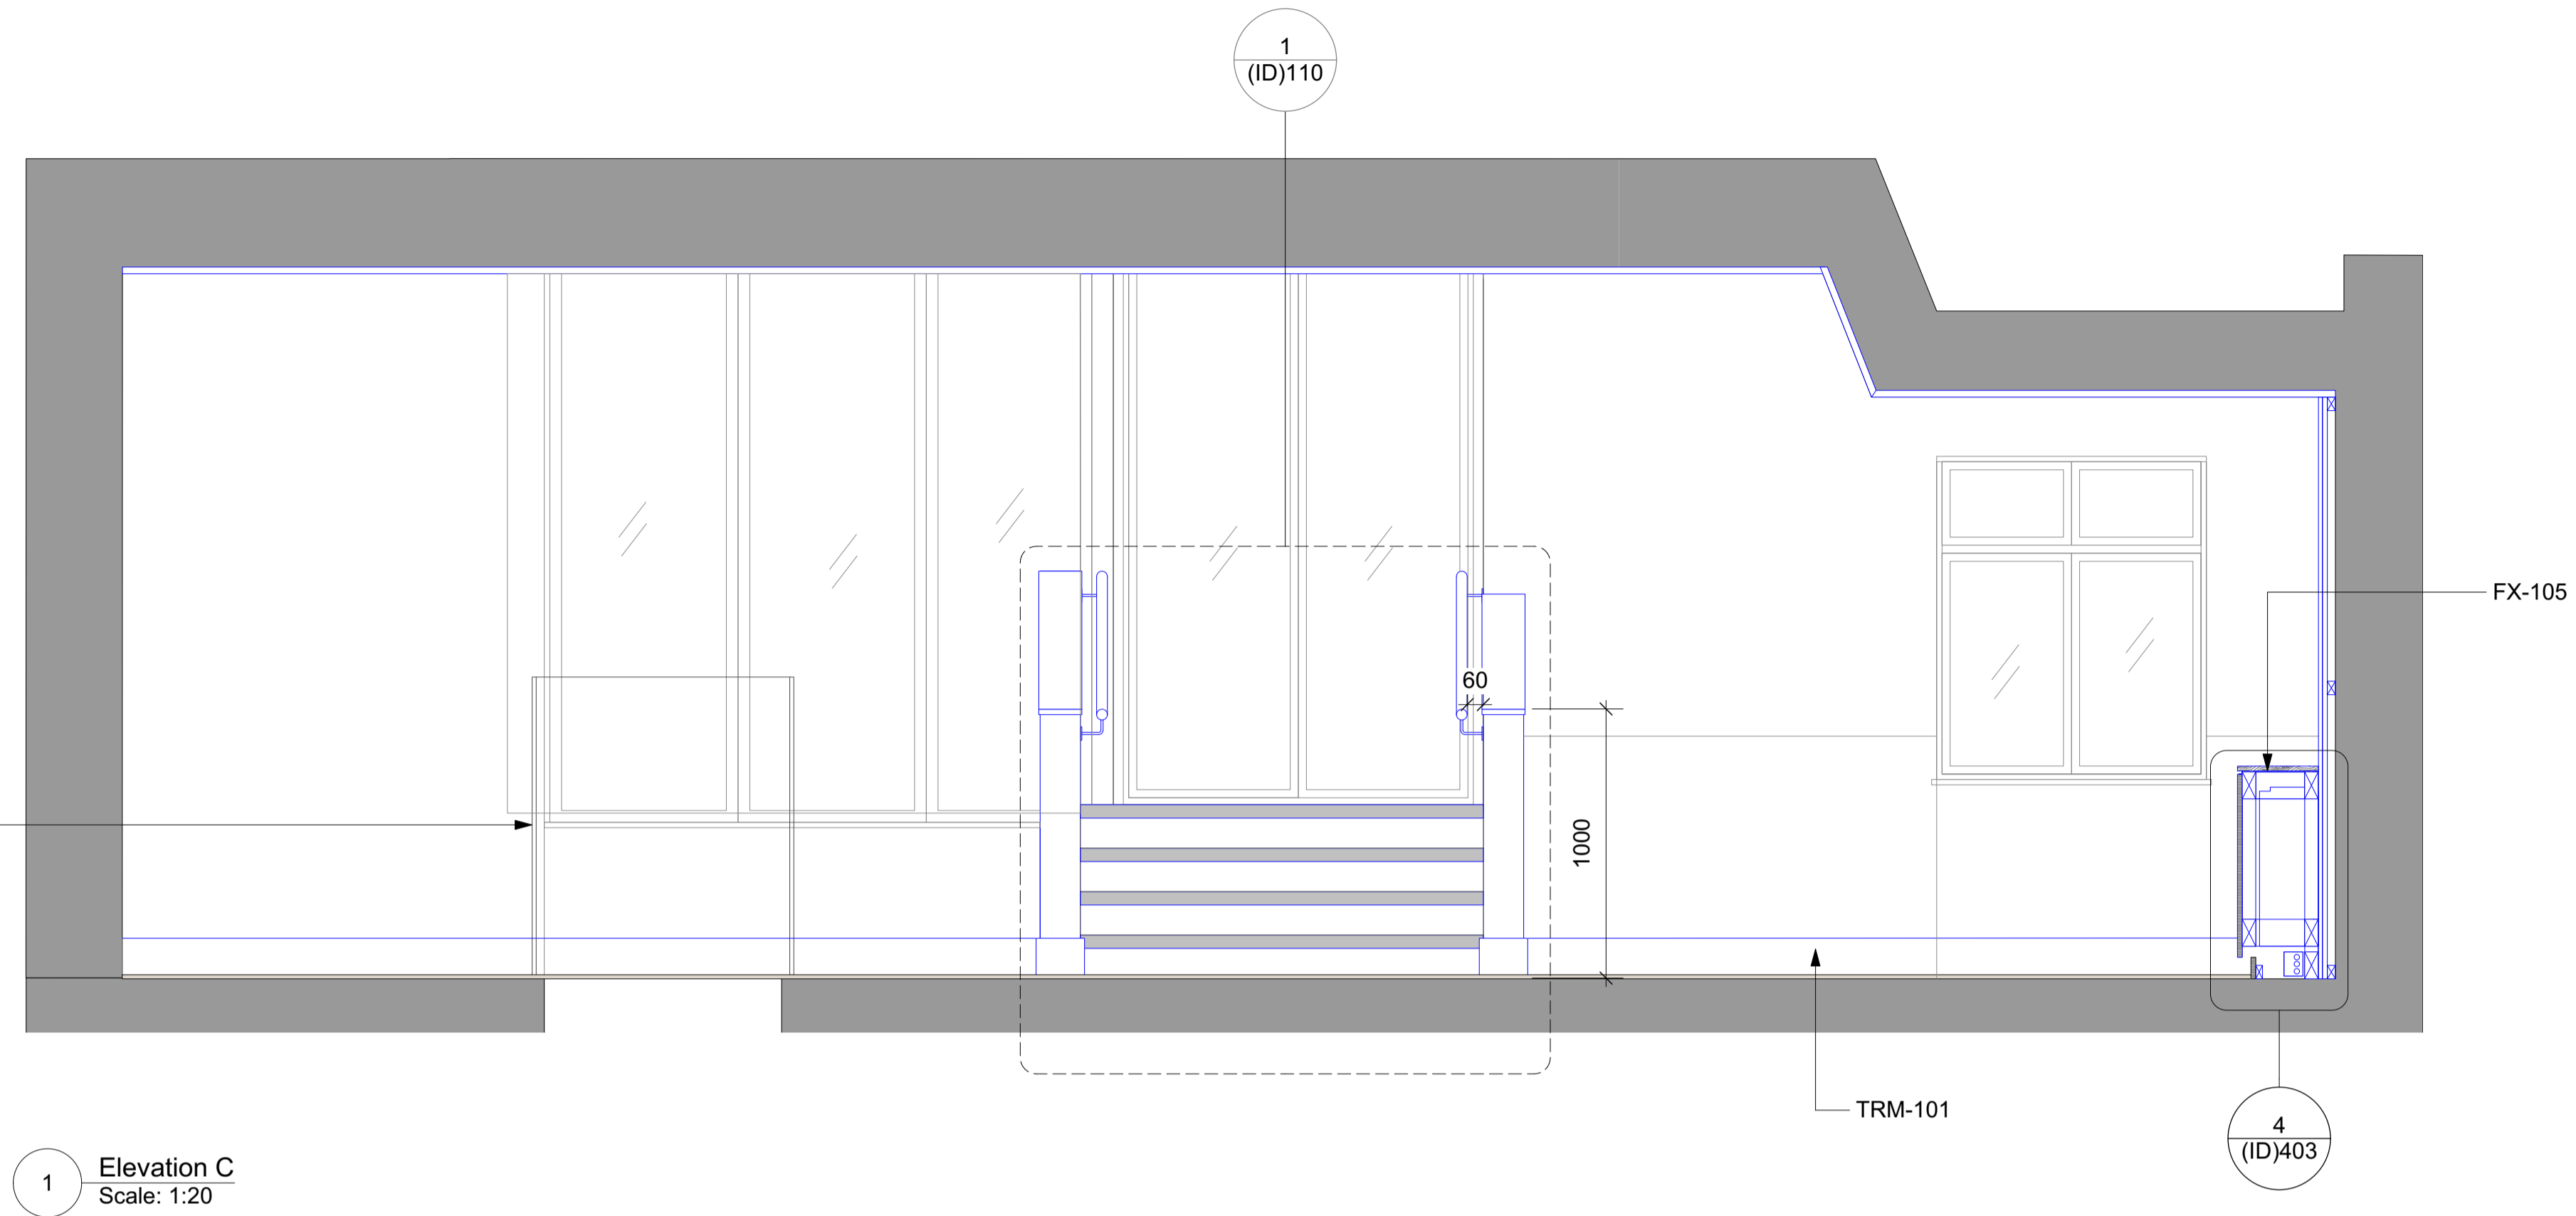 1
(ID)110
FX-105
60
1000
TRM-101
4
(ID)403
1
Elevation C
Scale: 1:20